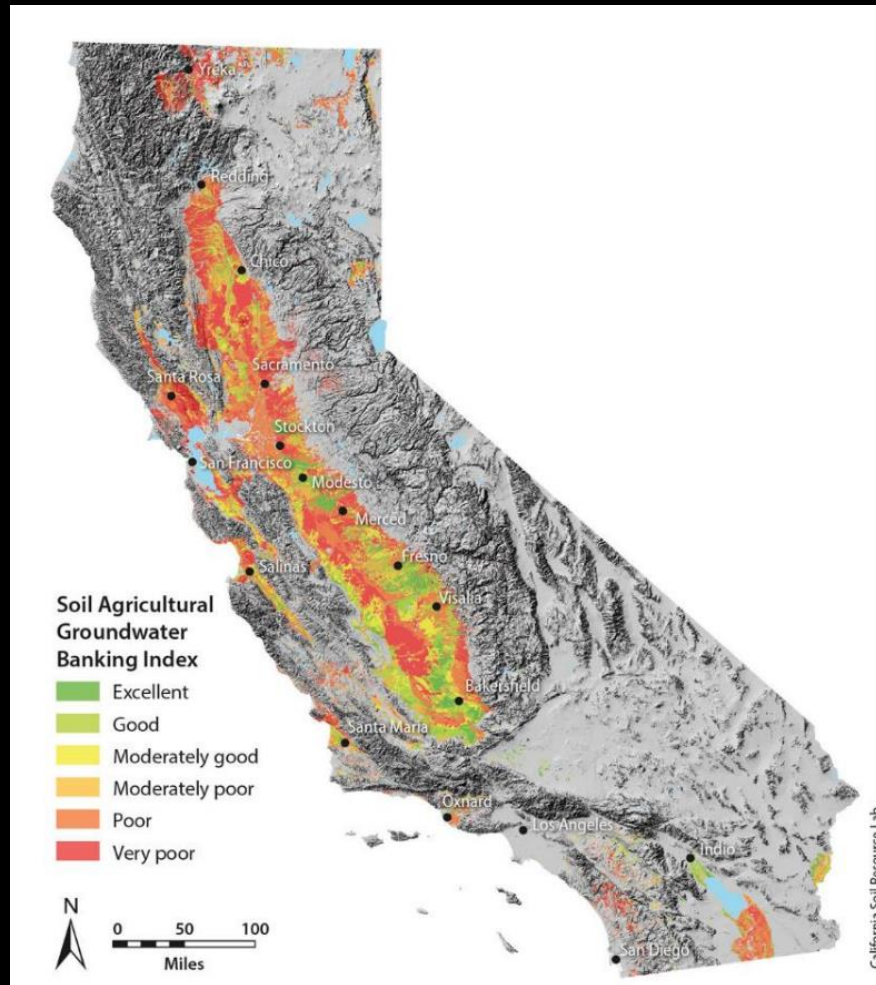 Yreka
Redding
Chico
Sacramento
Santa Rosa
Stockton
San Francisco
Modesto
Merced
Fresno
Salinas
Visalia
Bakersfield
Santa Maria
Oxnard
Los Angeles
Indio
San Diego
Soil Agricultural
Groundwater
Banking Index
Excellent
Good
Moderately good
Moderately poor
Poor
Very poor
N
0 50 100
Miles
California Soil Resource Lab